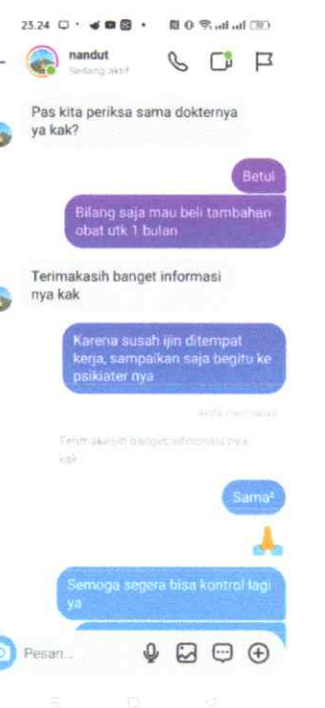 23.24
nandut
Sedang aktif
Pas kita periksa sama dokternya
ya kak?
Betul
Bilang saja mau beli tambahan
obat utk 1 bulan
Terimakasih banget informasi
nya kak
Karena susah ijin ditempat
kerja, sampaikan saja begitu ke
psikiater nya
Anda membalas
Terimakasih banget informasi nya
kak
Sama²
Semoga segera bisa kontrol lagi
ya
Pesan...